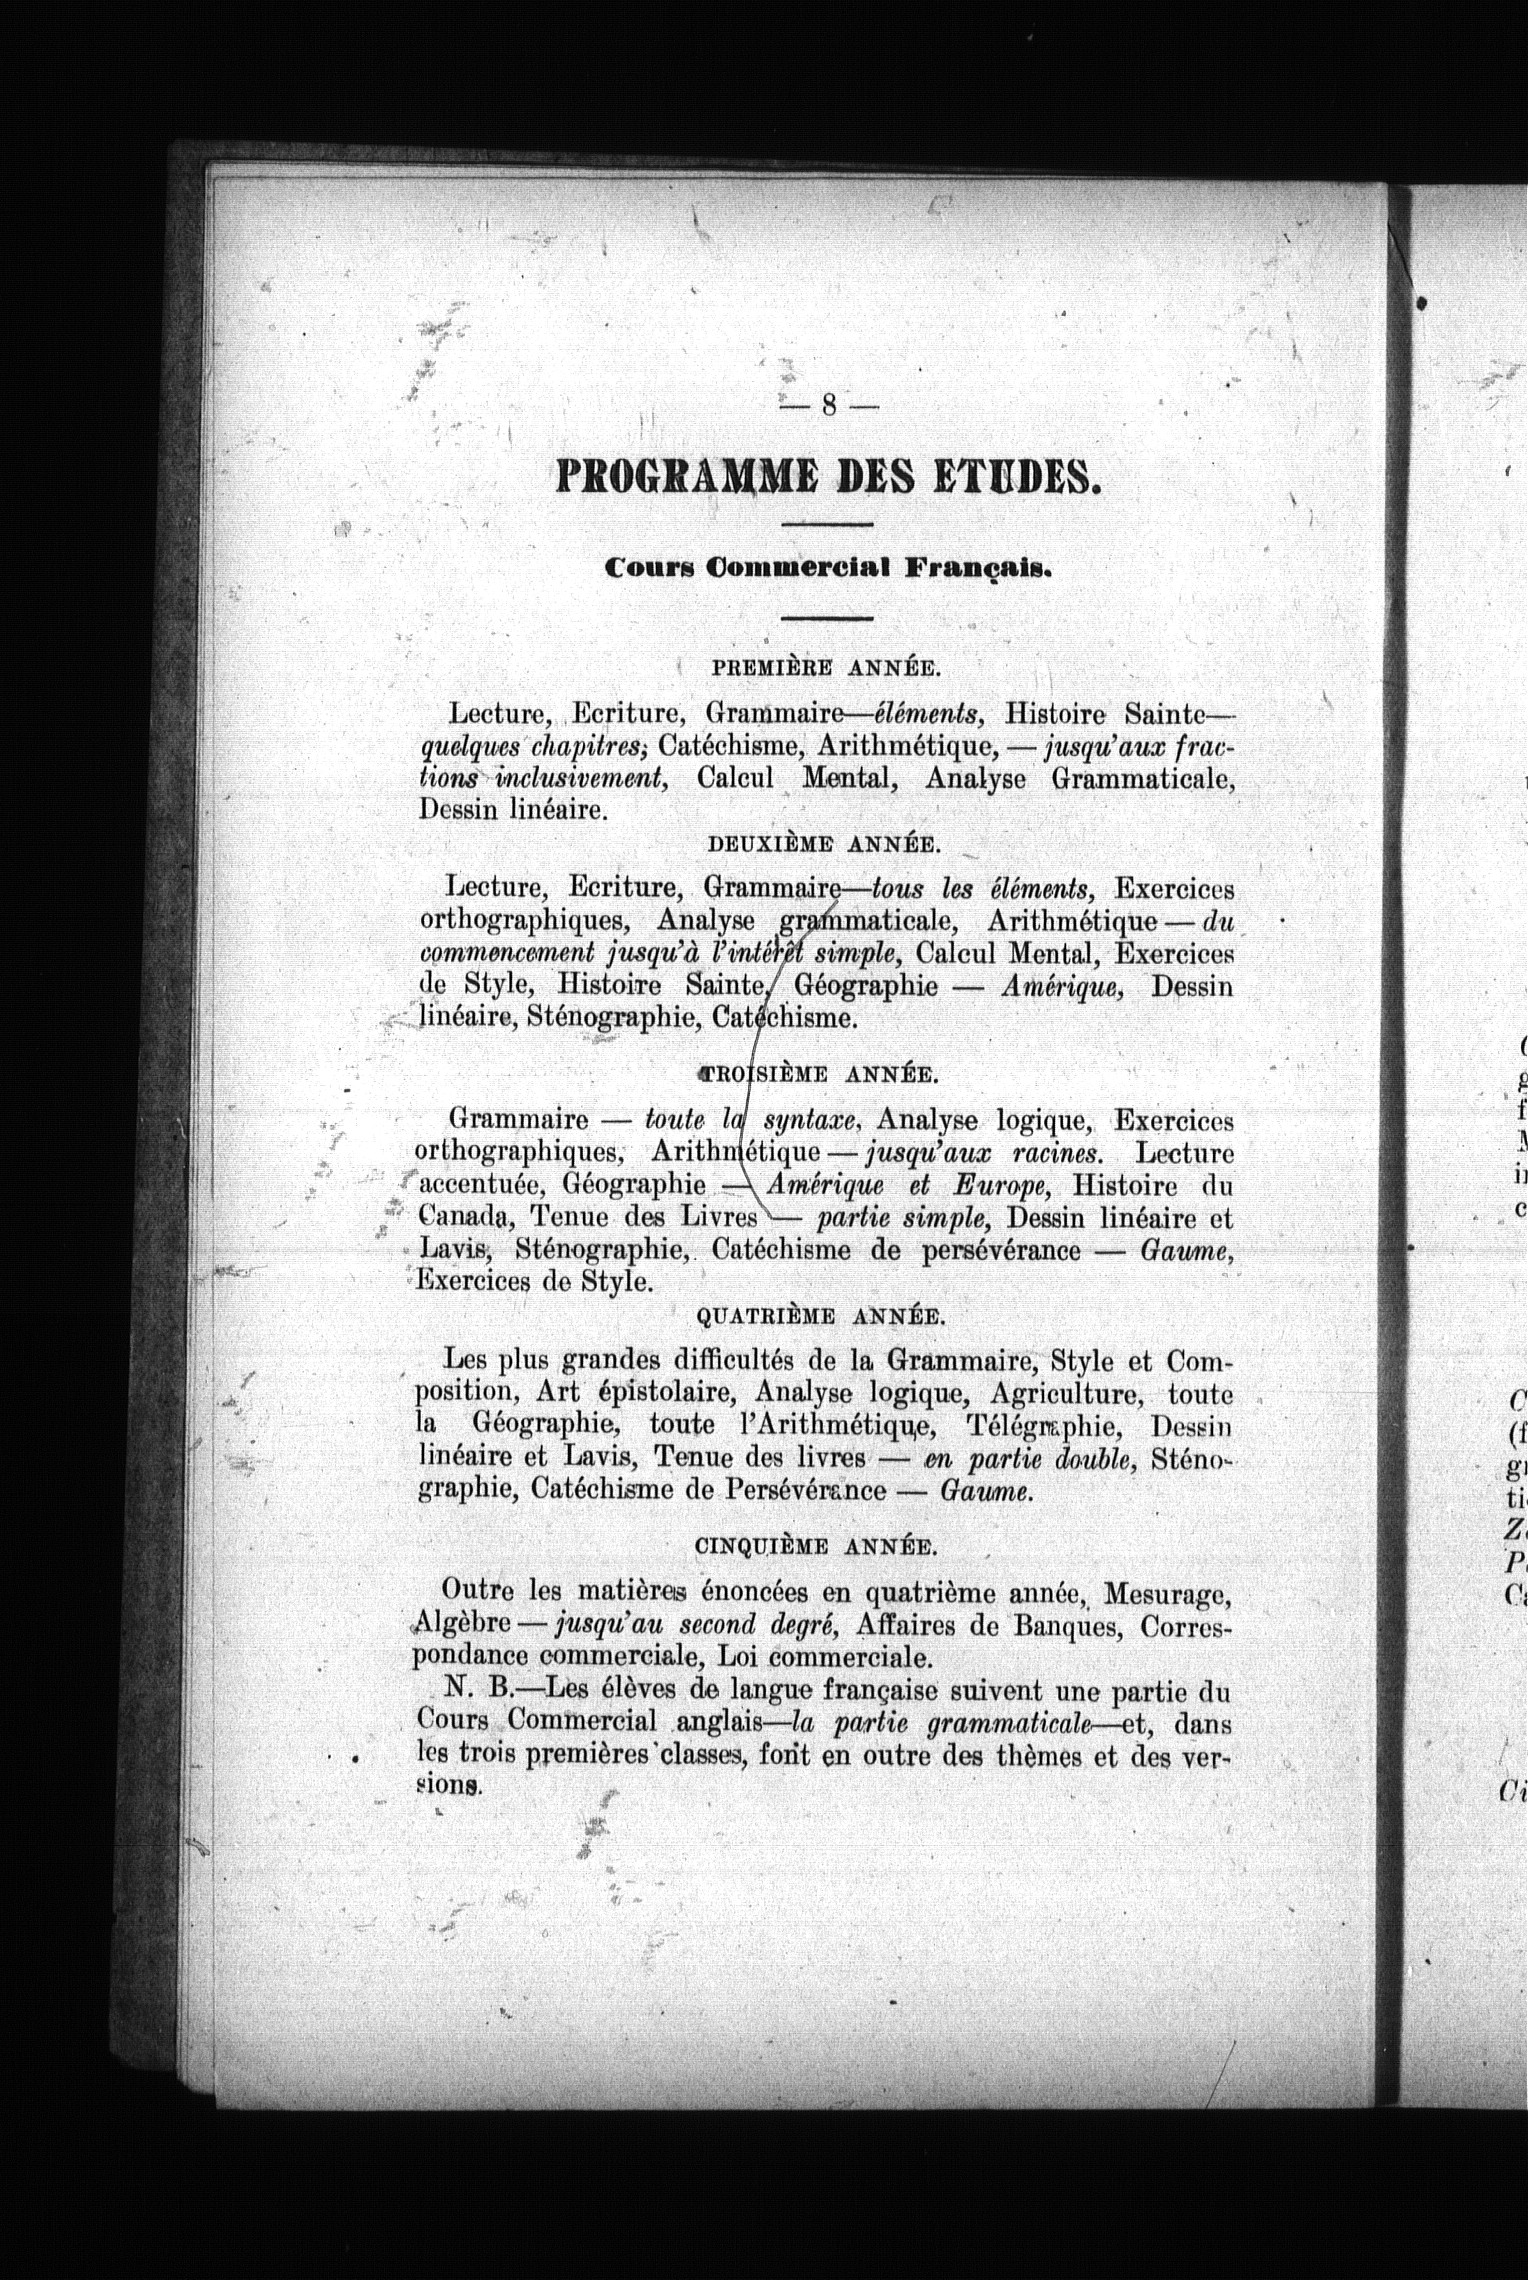 — 8 —
PROGRAMME DES ETUDES.
Cours Commercial Français.
PREMIÈRE ANNÉE.
Lecture, Ecriture, Grammaire—éléments, Histoire Sainte—
quelques chapitres; Catéchisme, Arithmétique, — jusqu'aux frac-
tions inclusivement, Calcul Mental, Analyse Grammaticale,
Dessin linéaire.
DEUXIÈME ANNÉE.
Lecture, Ecriture, Grammaire—tous les éléments, Exercices
orthographiques, Analyse grammaticale, Arithmétique — du
commencement jusqu'à l'intérêt simple, Calcul Mental, Exercices
de Style, Histoire Sainte, Géographie — Amérique, Dessin
linéaire, Sténographie, Catéchisme.
TROISIÈME ANNÉE.
Grammaire — toute la syntaxe, Analyse logique, Exercices
orthographiques, Arithmétique — jusqu'aux racines. Lecture
accentuée, Géographie — Amérique et Europe, Histoire du
Canada, Tenue des Livres — partie simple, Dessin linéaire et
Lavis, Sténographie, Catéchisme de persévérance — Gaume,
Exercices de Style.
QUATRIÈME ANNÉE.
Les plus grandes difficultés de la Grammaire, Style et Com-
position, Art épistolaire, Analyse logique, Agriculture, toute
la Géographie, toute l'Arithmétique, Télégraphie, Dessin
linéaire et Lavis, Tenue des livres — en partie double, Sténo-
graphie, Catéchisme de Persévérance — Gaume.
CINQUIÈME ANNÉE.
Outre les matières énoncées en quatrième année, Mesurage,
Algèbre — jusqu'au second degré, Affaires de Banques, Corres-
pondance commerciale, Loi commerciale.
N. B.—Les élèves de langue française suivent une partie du
Cours Commercial anglais—la partie grammaticale—et, dans
les trois premières classes, font en outre des thèmes et des ver-
sions.